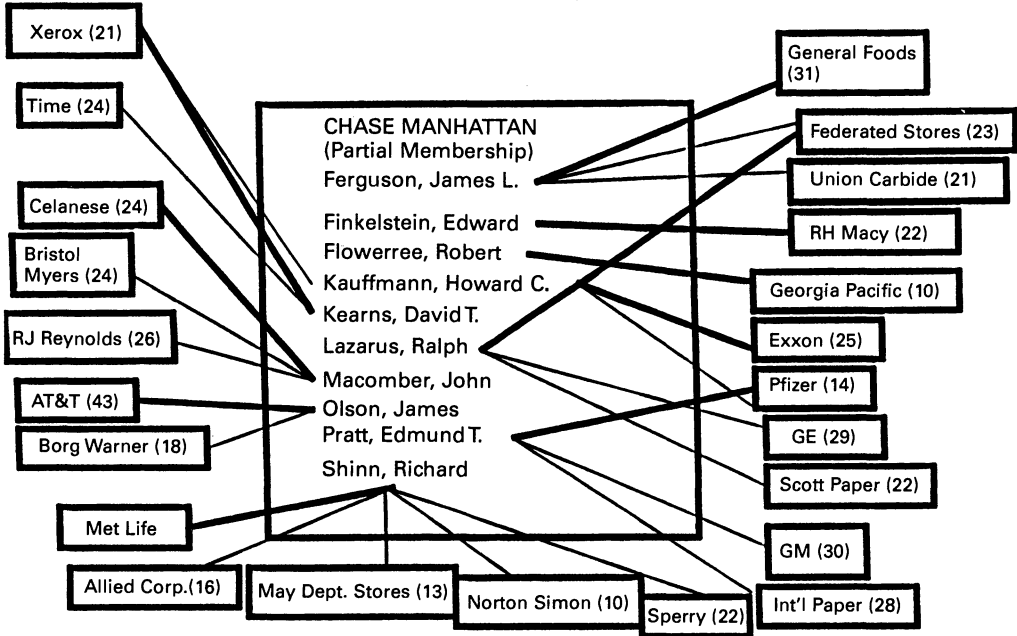 Xerox (21)
Time (24)
Celanese (24)
Bristol
Myers (24)
RJ Reynolds (26)
AT&T (43)
Borg Warner (18)
Met Life
Allied Corp.(16)
May Dept. Stores (13)
Norton Simon (10)
Sperry (22)
CHASE MANHATTAN
(Partial Membership)
Ferguson, James L.
Finkelstein, Edward
Flowerree, Robert
Kauffmann, Howard C.
Kearns, David T.
Lazarus, Ralph
Macomber, John
Olson, James
Pratt, Edmund T.
Shinn, Richard
General Foods
(31)
Federated Stores (23)
Union Carbide (21)
RH Macy (22)
Georgia Pacific (10)
Exxon (25)
Pfizer (14)
GE (29)
Scott Paper (22)
GM (30)
Int'l Paper (28)